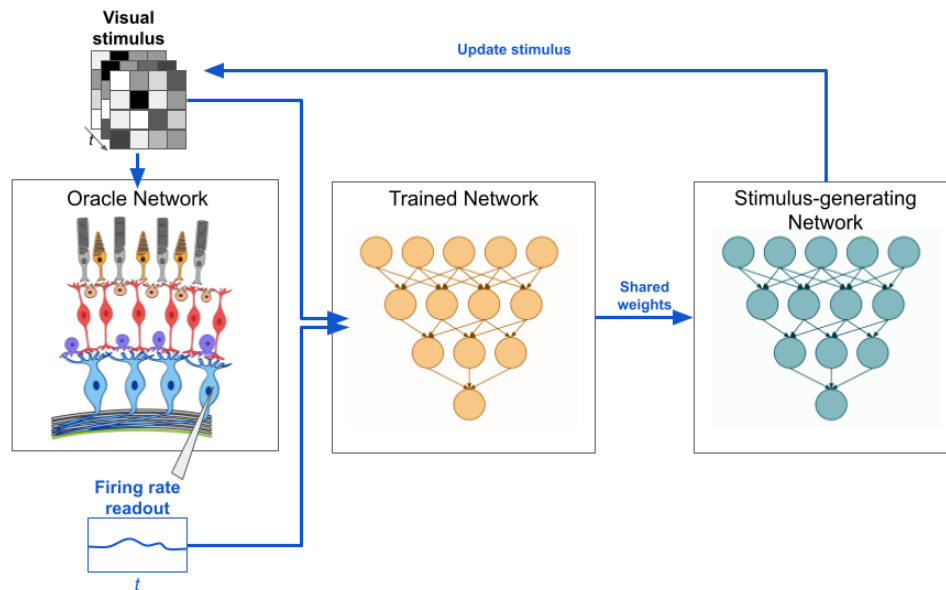 Visual
stimulus
Update stimulus
t
Oracle Network
Trained Network
Stimulus-generating
Network
Shared
weights
Firing rate
readout
t